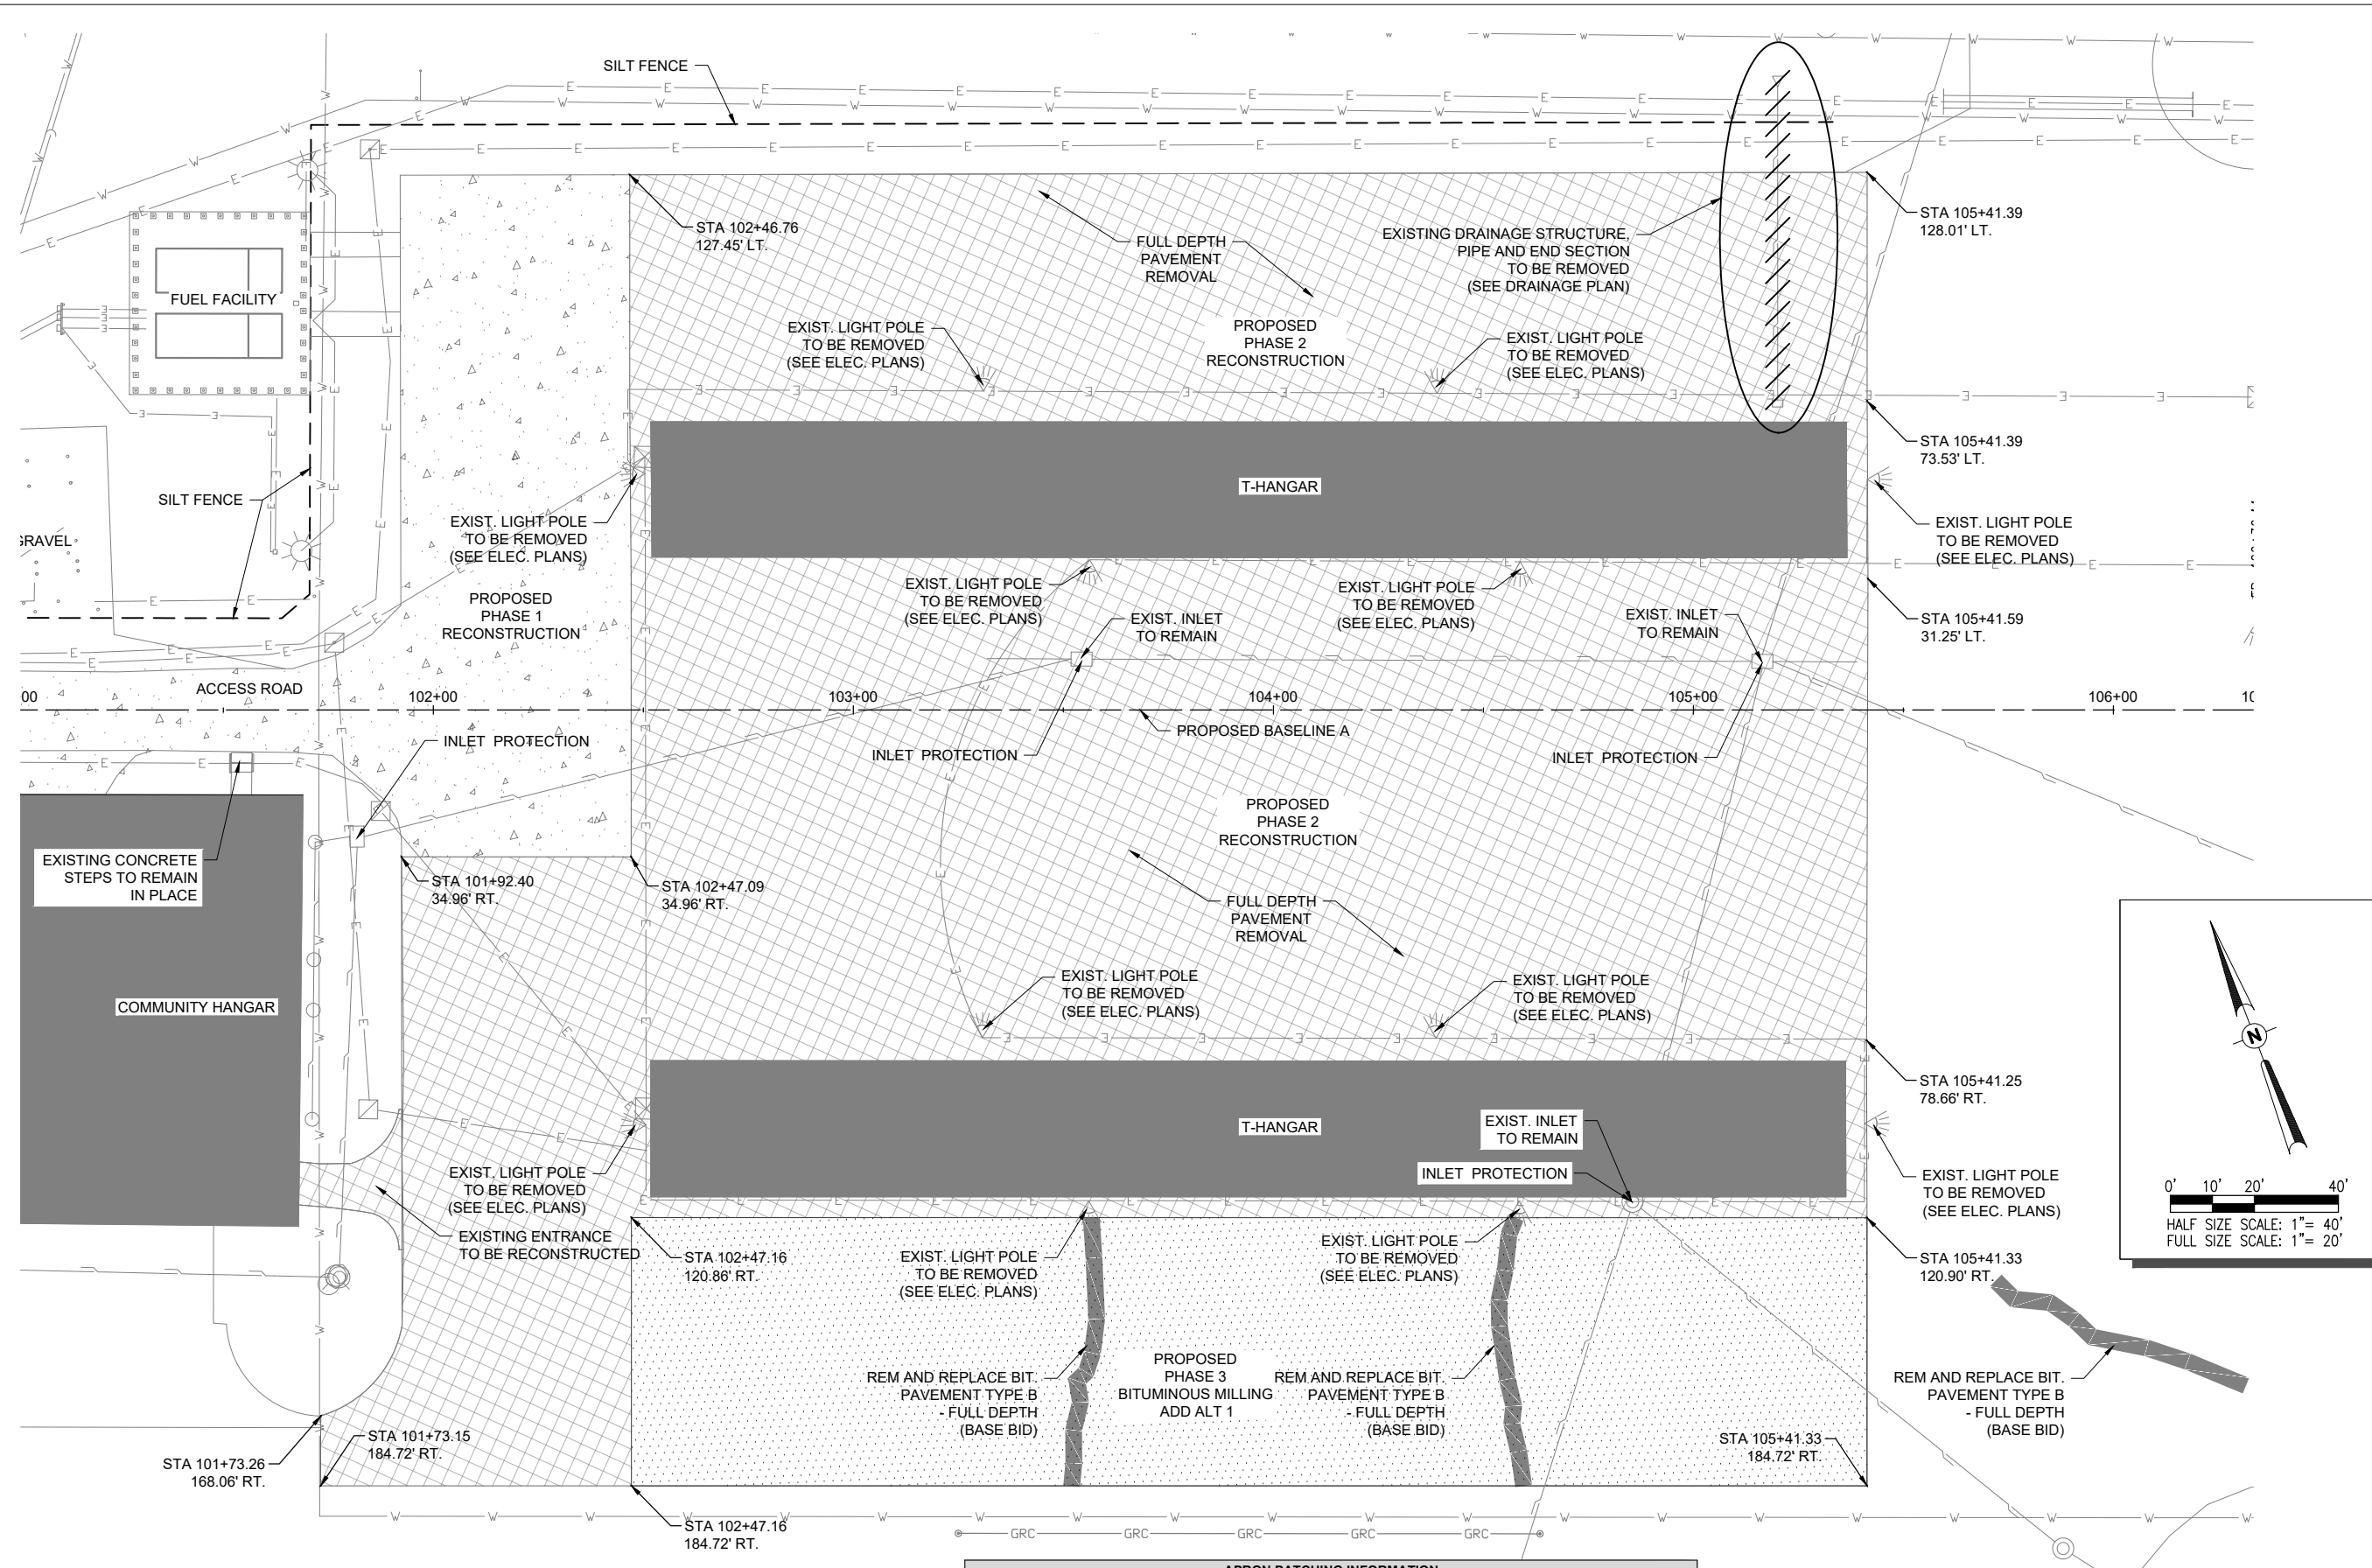 SILT FENCE
STA 102+46.76
127.45' LT.
FULL DEPTH
PAVEMENT
REMOVAL
EXISTING DRAINAGE STRUCTURE,
PIPE AND END SECTION
TO BE REMOVED
(SEE DRAINAGE PLAN)
STA 105+41.39
128.01' LT.
FUEL FACILITY
EXIST. LIGHT POLE
TO BE REMOVED
(SEE ELEC. PLANS)
PROPOSED
PHASE 2
RECONSTRUCTION
EXIST. LIGHT POLE
TO BE REMOVED
(SEE ELEC. PLANS)
STA 105+41.39
73.53' LT.
T-HANGAR
SILT FENCE
GRAVEL
EXIST. LIGHT POLE
TO BE REMOVED
(SEE ELEC. PLANS)
EXIST. LIGHT POLE
TO BE REMOVED
(SEE ELEC. PLANS)
PROPOSED
PHASE 1
RECONSTRUCTION
EXIST. LIGHT POLE
TO BE REMOVED
(SEE ELEC. PLANS)
EXIST. LIGHT POLE
TO BE REMOVED
(SEE ELEC. PLANS)
EXIST. INLET
TO REMAIN
EXIST. INLET
TO REMAIN
STA 105+41.59
31.25' LT.
ACCESS ROAD
00
102+00
103+00
104+00
105+00
106+00
10
INLET PROTECTION
INLET PROTECTION
PROPOSED BASELINE A
INLET PROTECTION
PROPOSED
PHASE 2
RECONSTRUCTION
EXISTING CONCRETE
STEPS TO REMAIN
IN PLACE
STA 101+92.40
34.96' RT.
STA 102+47.09
34.96' RT.
FULL DEPTH
PAVEMENT
REMOVAL
COMMUNITY HANGAR
EXIST. LIGHT POLE
TO BE REMOVED
(SEE ELEC. PLANS)
EXIST. LIGHT POLE
TO BE REMOVED
(SEE ELEC. PLANS)
N
STA 105+41.25
78.66' RT.
T-HANGAR
EXIST. INLET
TO REMAIN
INLET PROTECTION
EXIST. LIGHT POLE
TO BE REMOVED
(SEE ELEC. PLANS)
EXIST. LIGHT POLE
TO BE REMOVED
(SEE ELEC. PLANS)
0' 10' 20' 40'
HALF SIZE SCALE: 1"= 40'
FULL SIZE SCALE: 1"= 20'
EXISTING ENTRANCE
TO BE RECONSTRUCTED
STA 102+47.16
120.86' RT.
EXIST. LIGHT POLE
TO BE REMOVED
(SEE ELEC. PLANS)
EXIST. LIGHT POLE
TO BE REMOVED
(SEE ELEC. PLANS)
STA 105+41.33
120.90' RT.
REM AND REPLACE BIT.
PAVEMENT TYPE B
- FULL DEPTH
(BASE BID)
PROPOSED
PHASE 3
BITUMINOUS MILLING
ADD ALT 1
REM AND REPLACE BIT.
PAVEMENT TYPE B
- FULL DEPTH
(BASE BID)
REM AND REPLACE BIT.
PAVEMENT TYPE B
- FULL DEPTH
(BASE BID)
STA 101+73.15
184.72' RT.
STA 101+73.26
168.06' RT.
STA 105+41.33
184.72' RT.
STA 102+47.16
184.72' RT.
GRC GRC GRC GRC GRC
APRON PATCHING INFORMATION